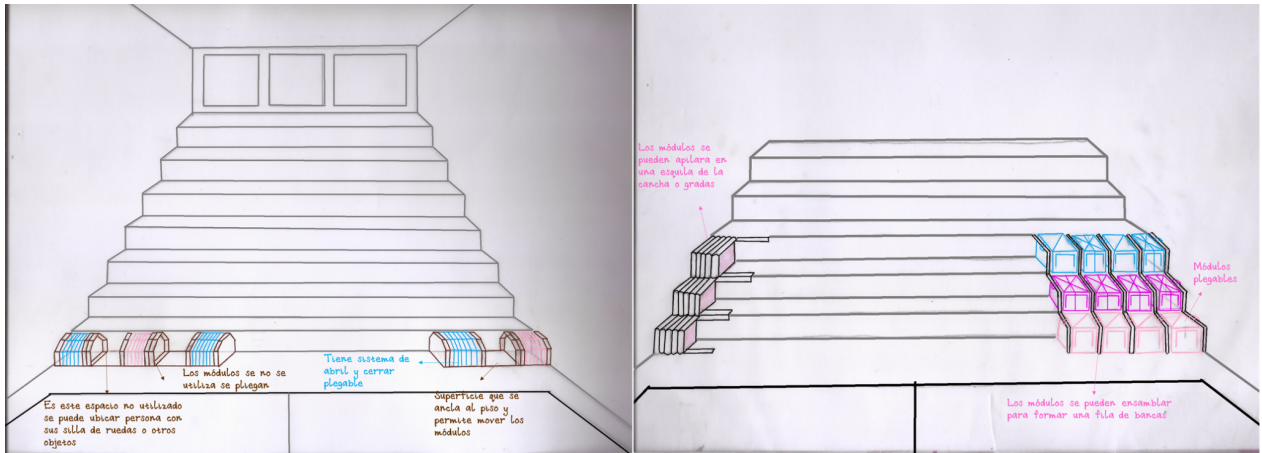 Los módulos se no se
utiliza se pliegan
Tiene sistema de
abril y cerrar
plegable
Es este espacio no utilizado
se puede ubicar persona con
sus silla de ruedas o otros
objetos
Superficie que se
ancla al piso y
permite mover los
módulos
Los módulos se
pueden apilara en
una esquila de la
cancha o gradas
Módulos
plegables
Los módulos se pueden ensamblar
para formar una fila de bancas